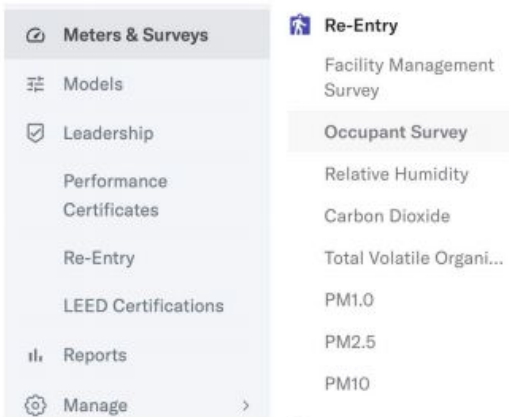 Meters & Surveys
Models
Leadership
Performance
Certificates
Re-Entry
LEED Certifications
Reports
Manage
Re-Entry
Facility Management
Survey
Occupant Survey
Relative Humidity
Carbon Dioxide
Total Volatile Organi...
PM1.0
PM2.5
PM10